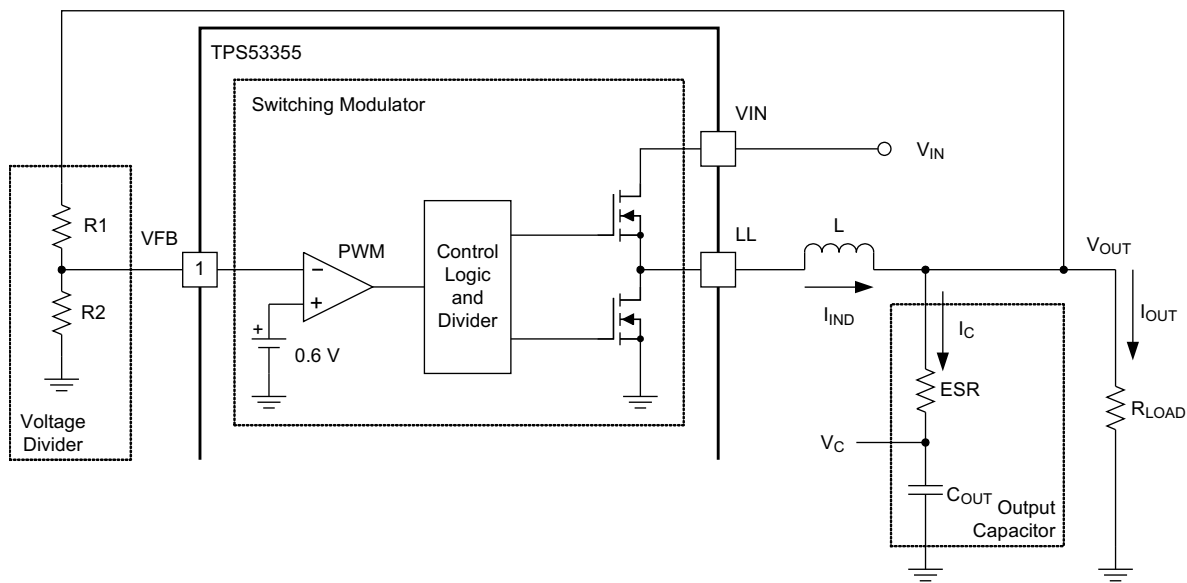 TPS53355
Switching Modulator
VIN
V_IN
R1
VFB
1
R2
PWM
−
+
+
0.6 V
Control
Logic
and
Divider
LL
L
I_IND
V_OUT
I_C
I_OUT
ESR
R_LOAD
V_C
C_OUT
Output
Capacitor
Voltage
Divider